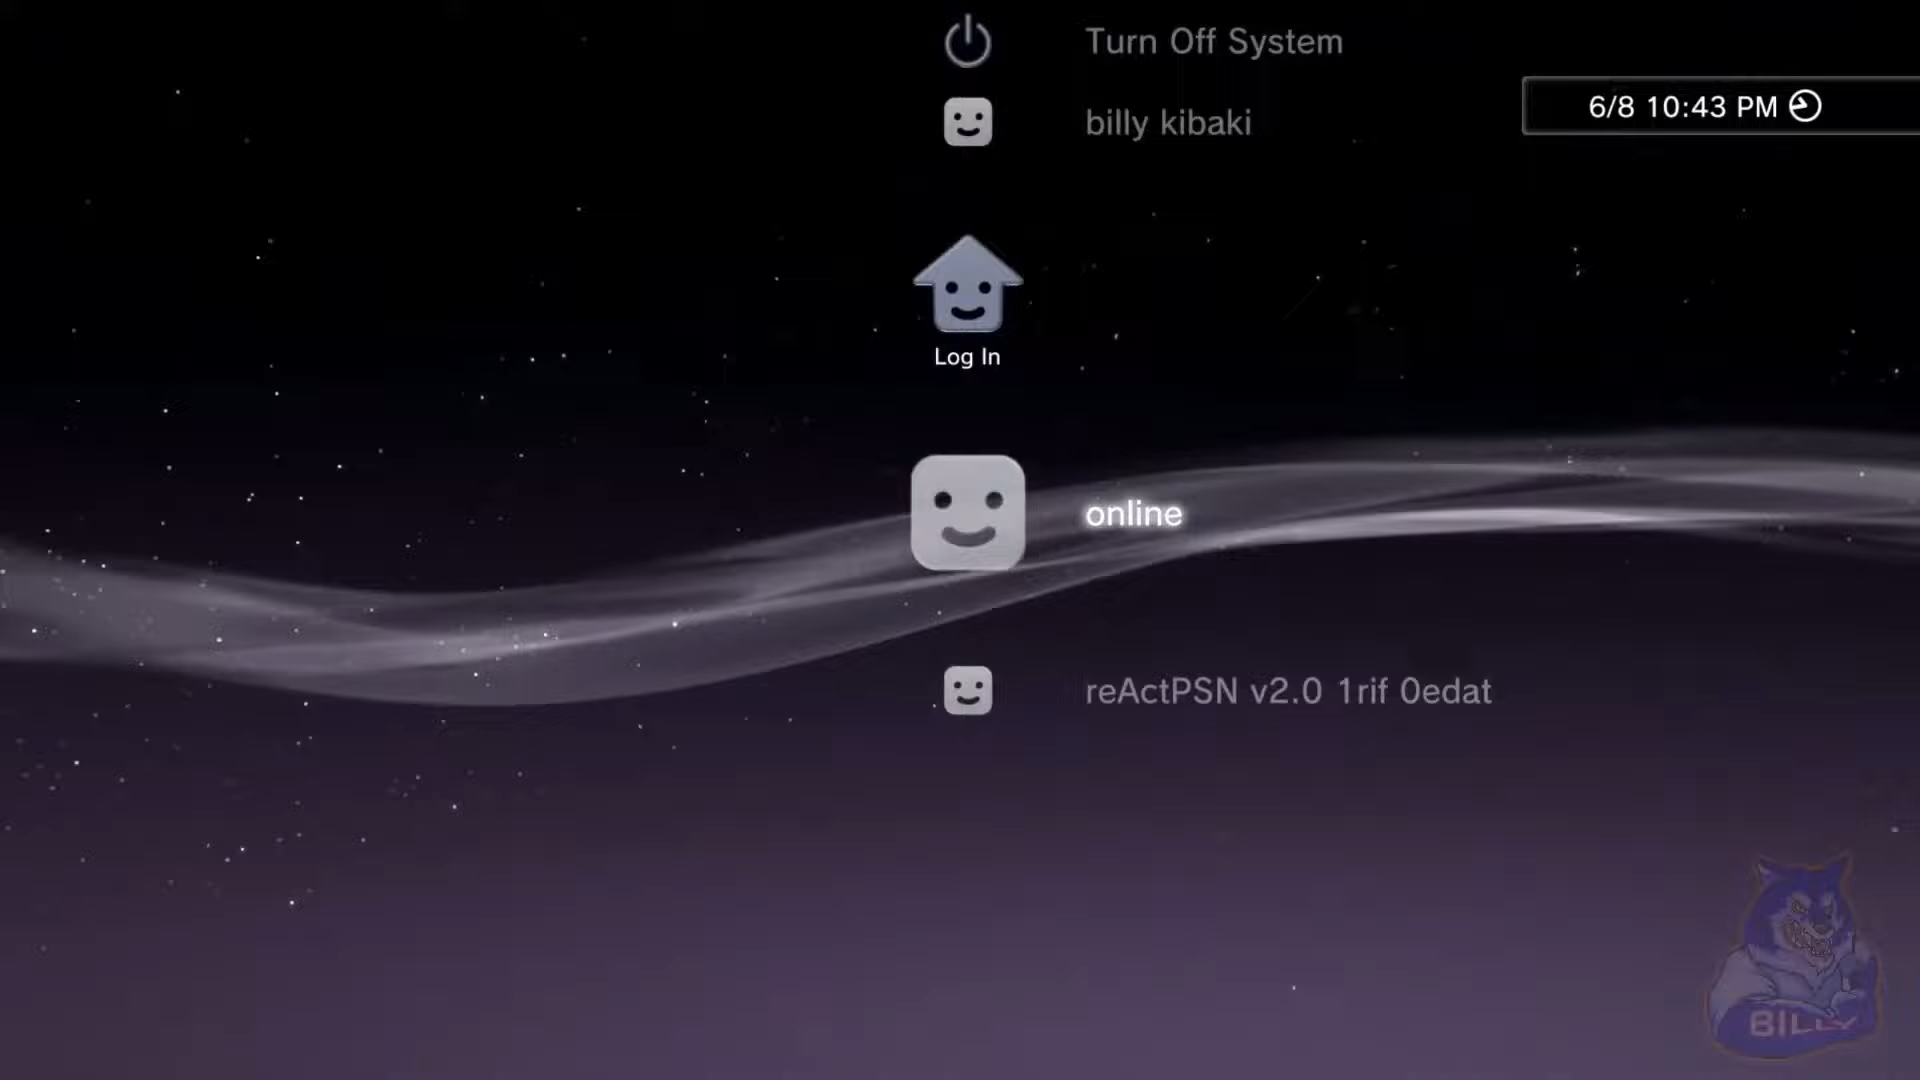 Turn Off System
billy kibaki
6/8 10:43 PM
Log In
online
reActPSN v2.0 1rif 0edat
BILLY